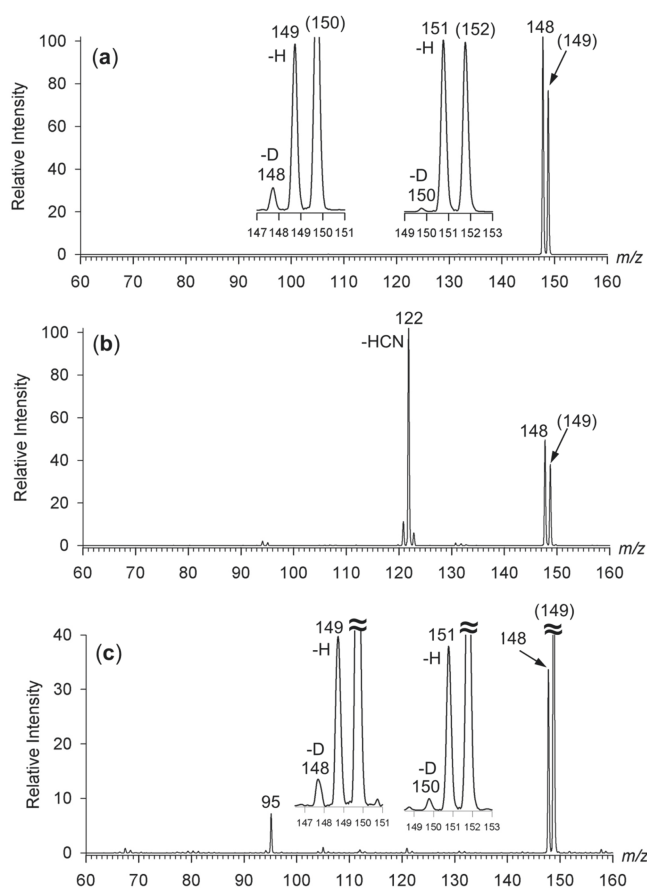 149 (150) 151 (152) 148
(a) 100 -H -H (149)
80
Relative Intensity
60
-D
40 148 -D
20 150
147 148 149 150 151 149 150 151 152 153
0
60 70 80 90 100 110 120 130 140 150 160 m/z
122
(b) 100 -HCN
80
Relative Intensity
60
148 (149)
40
20
0
60 70 80 90 100 110 120 130 140 150 160 m/z
(149)
149 ≈ 151 ≈ ≈
(c) 40 -H -H 148
30
Relative Intensity
20
-D -D
148 150
10 95
147 148 149 150 151 149 150 151 152 153
0
60 70 80 90 100 110 120 130 140 150 160 m/z